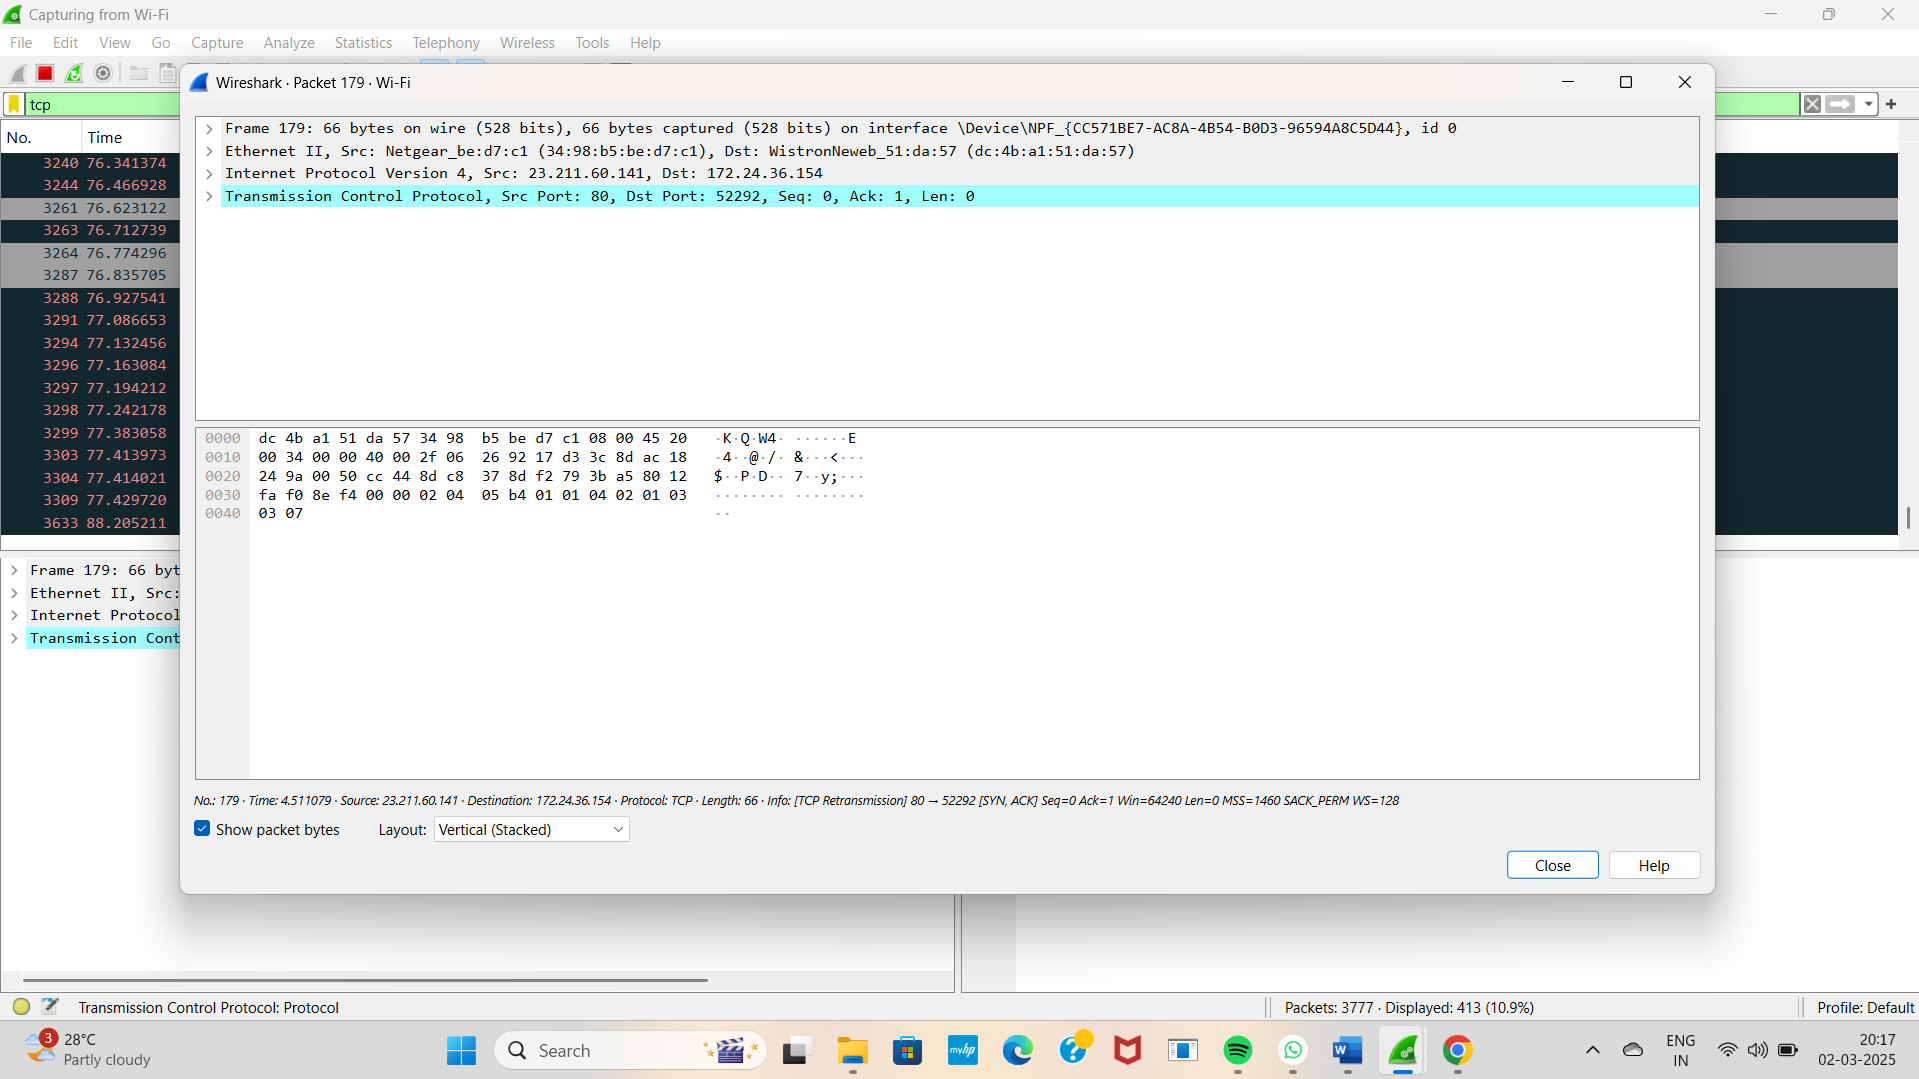 Capturing from Wi-Fi
File Edit View Go Capture Analyze Statistics Telephony Wireless Tools Help
Wireshark · Packet 179 · Wi-Fi
tcp
No. Time
3240 76.341374
3244 76.466928
3261 76.623122
3263 76.712739
3264 76.774296
3287 76.835705
3288 76.927541
3291 77.086653
3294 77.132456
3296 77.163084
3297 77.194212
3298 77.242178
3299 77.383058
3303 77.413973
3304 77.414021
3309 77.429720
3633 88.205211
Frame 179: 66 bytes on wire (528 bits), 66 bytes captured (528 bits) on interface \Device\NPF_{CC571BE7-AC8A-4B54-B0D3-96594A8C5D44}, id 0
Ethernet II, Src: Netgear_be:d7:c1 (34:98:b5:be:d7:c1), Dst: WistronNeweb_51:da:57 (dc:4b:a1:51:da:57)
Internet Protocol Version 4, Src: 23.211.60.141, Dst: 172.24.36.154
Transmission Control Protocol, Src Port: 80, Dst Port: 52292, Seq: 0, Ack: 1, Len: 0
0000 dc 4b a1 51 da 57 34 98 b5 be d7 c1 08 00 45 20 ·K·Q·W4· ······E
0010 00 34 00 00 40 00 2f 06 26 92 17 d3 3c 8d ac 18 ·4··@·/· &···<···
0020 24 9a 00 50 cc 44 8d c8 37 8d f2 79 3b a5 80 12 $··P·D·· 7··y;···
0030 fa f0 8e f4 00 00 02 04 05 b4 01 01 04 02 01 03 ········ ········
0040 03 07 ··
Frame 179: 66 byt
Ethernet II, Src:
Internet Protocol
Transmission Cont
No.: 179 · Time: 4.511079 · Source: 23.211.60.141 · Destination: 172.24.36.154 · Protocol: TCP · Length: 66 · Info: [TCP Retransmission] 80 → 52292 [SYN, ACK] Seq=0 Ack=1 Win=64240 Len=0 MSS=1460 SACK_PERM WS=128
Show packet bytes Layout: Vertical (Stacked)
Close Help
Transmission Control Protocol: Protocol Packets: 3777 · Displayed: 413 (10.9%) Profile: Default
3
28°C
Partly cloudy
Search
myhp
ENG
IN
20:17
02-03-2025